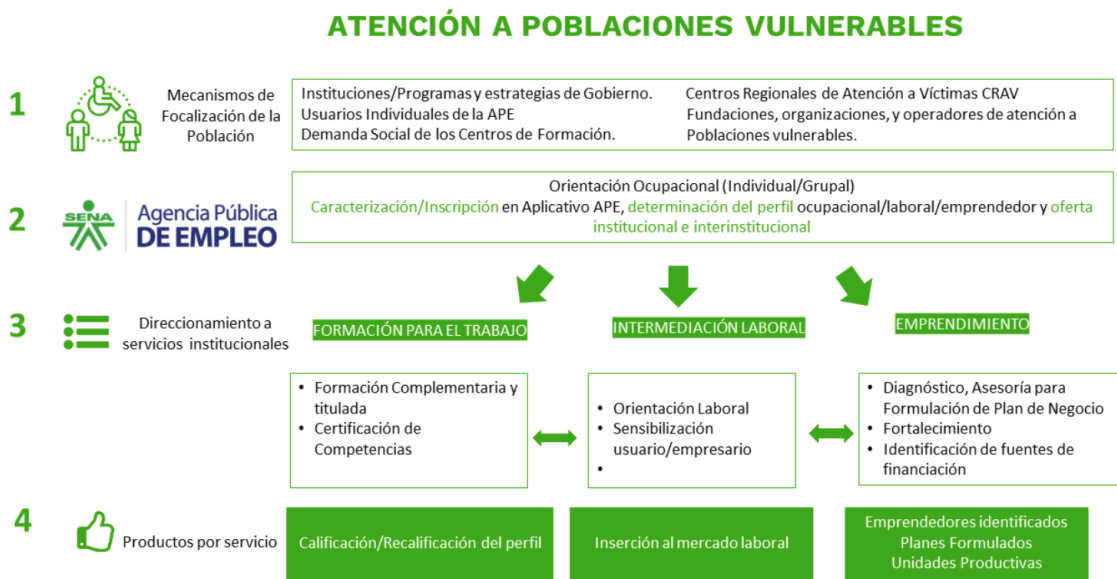 ATENCIÓN A POBLACIONES VULNERABLES
1
Mecanismos de
Focalización de la
Población
Instituciones/Programas y estrategias de Gobierno.
Usuarios Individuales de la APE
Demanda Social de los Centros de Formación.
Centros Regionales de Atención a Víctimas CRAV
Fundaciones, organizaciones, y operadores de atención a
Poblaciones vulnerables.
2
SENA
Agencia Pública
DE EMPLEO
Orientación Ocupacional (Individual/Grupal)
Caracterización/Inscripción en Aplicativo APE, determinación del perfil ocupacional/laboral/emprendedor y oferta
institucional e interinstitucional
3
Direccionamiento a
servicios institucionales
FORMACIÓN PARA EL TRABAJO
INTERMEDIACIÓN LABORAL
EMPRENDIMIENTO
• Formación Complementaria y
titulada
• Certificación de
Competencias
• Orientación Laboral
• Sensibilización
usuario/empresario
•
• Diagnóstico, Asesoría para
Formulación de Plan de Negocio
• Fortalecimiento
• Identificación de fuentes de
financiación
4
Productos por servicio
Calificación/Recalificación del perfil
Inserción al mercado laboral
Emprendedores identificados
Planes Formulados
Unidades Productivas